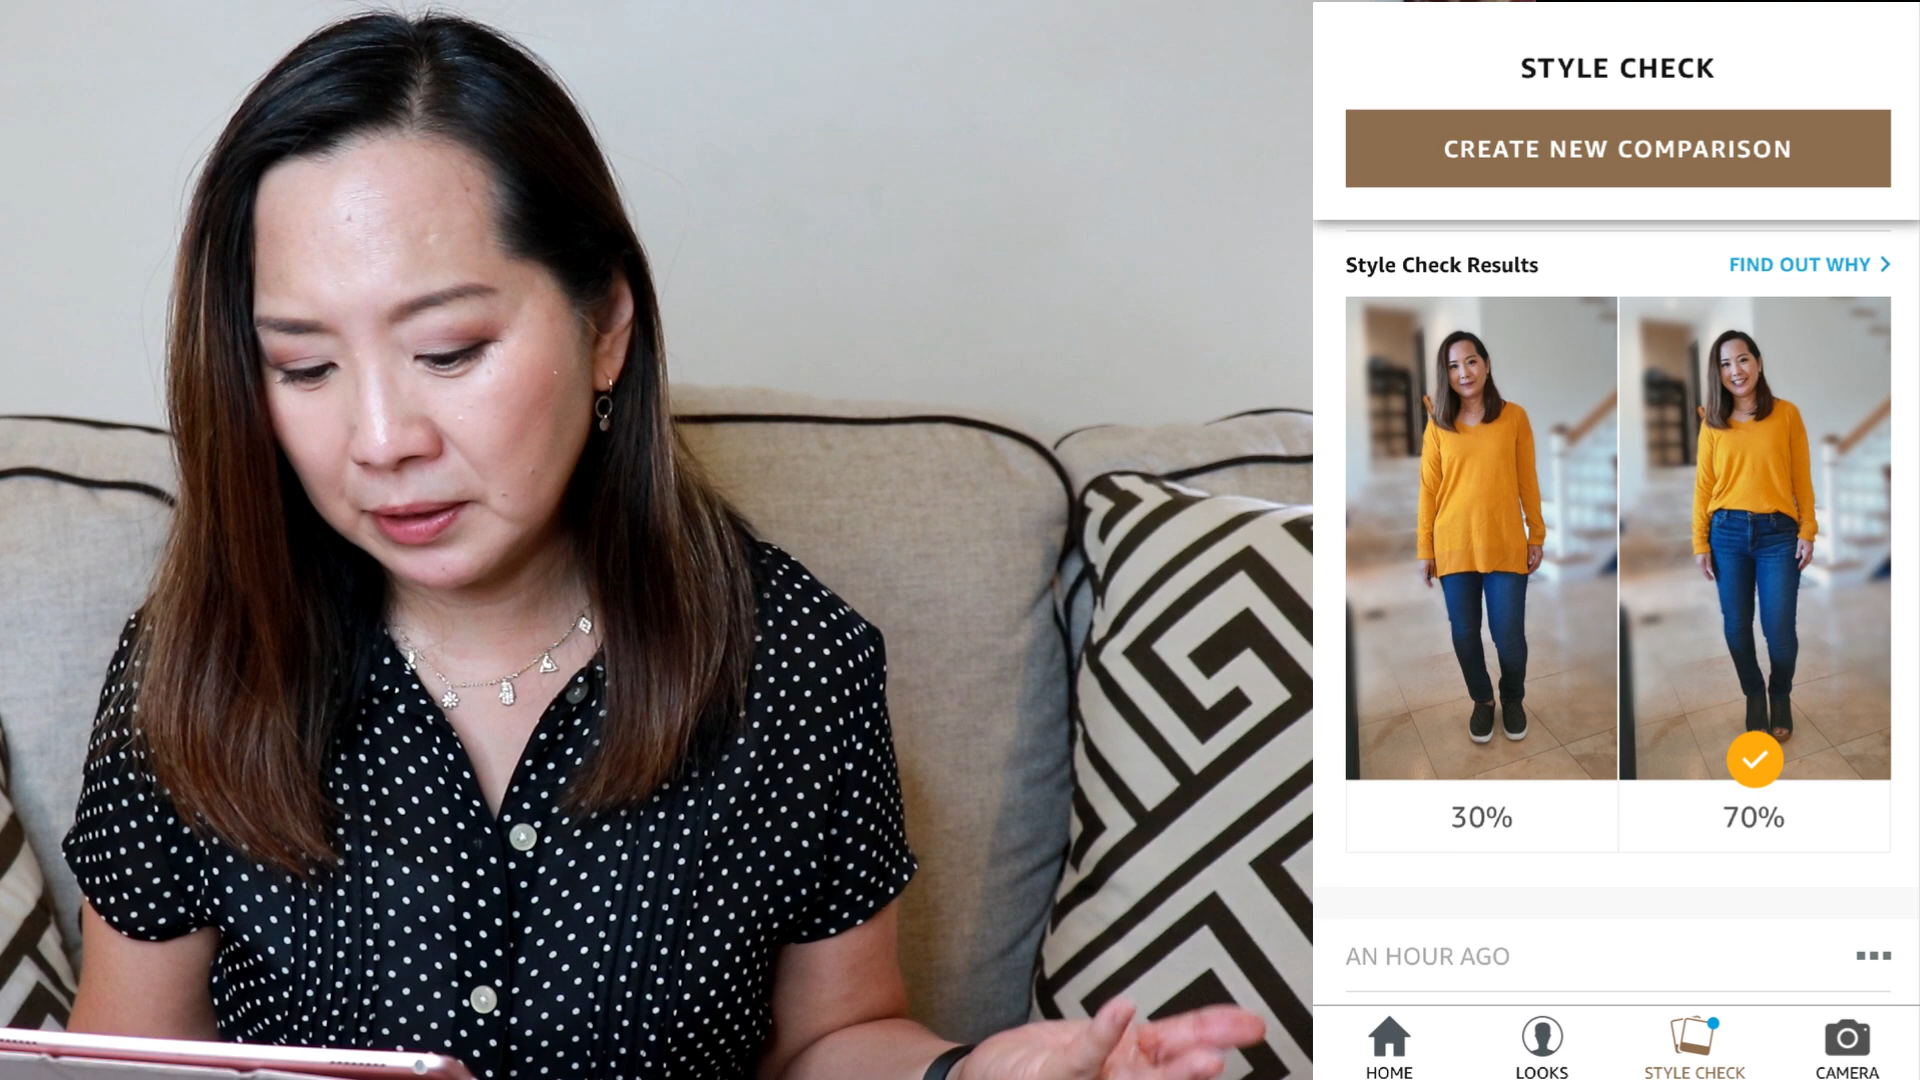 STYLE CHECK
CREATE NEW COMPARISON
Style Check Results
FIND OUT WHY
30%
70%
AN HOUR AGO
HOME
LOOKS
STYLE CHECK
CAMERA